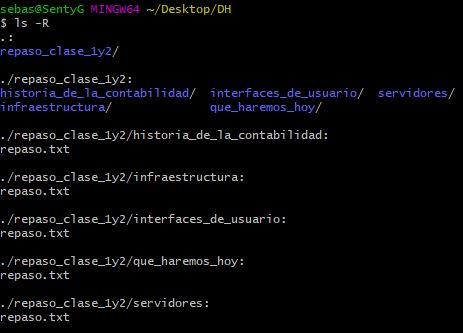 sebas@SentyG MINGW64 ~/Desktop/DH
$ ls -R
.:
repaso_clase_1y2/
./repaso_clase_1y2:
historia_de_la_contabilidad/  interfaces_de_usuario/  servidores/
infraestructura/              que_haremos_hoy/
./repaso_clase_1y2/historia_de_la_contabilidad:
repaso.txt
./repaso_clase_1y2/infraestructura:
repaso.txt
./repaso_clase_1y2/interfaces_de_usuario:
repaso.txt
./repaso_clase_1y2/que_haremos_hoy:
repaso.txt
./repaso_clase_1y2/servidores:
repaso.txt